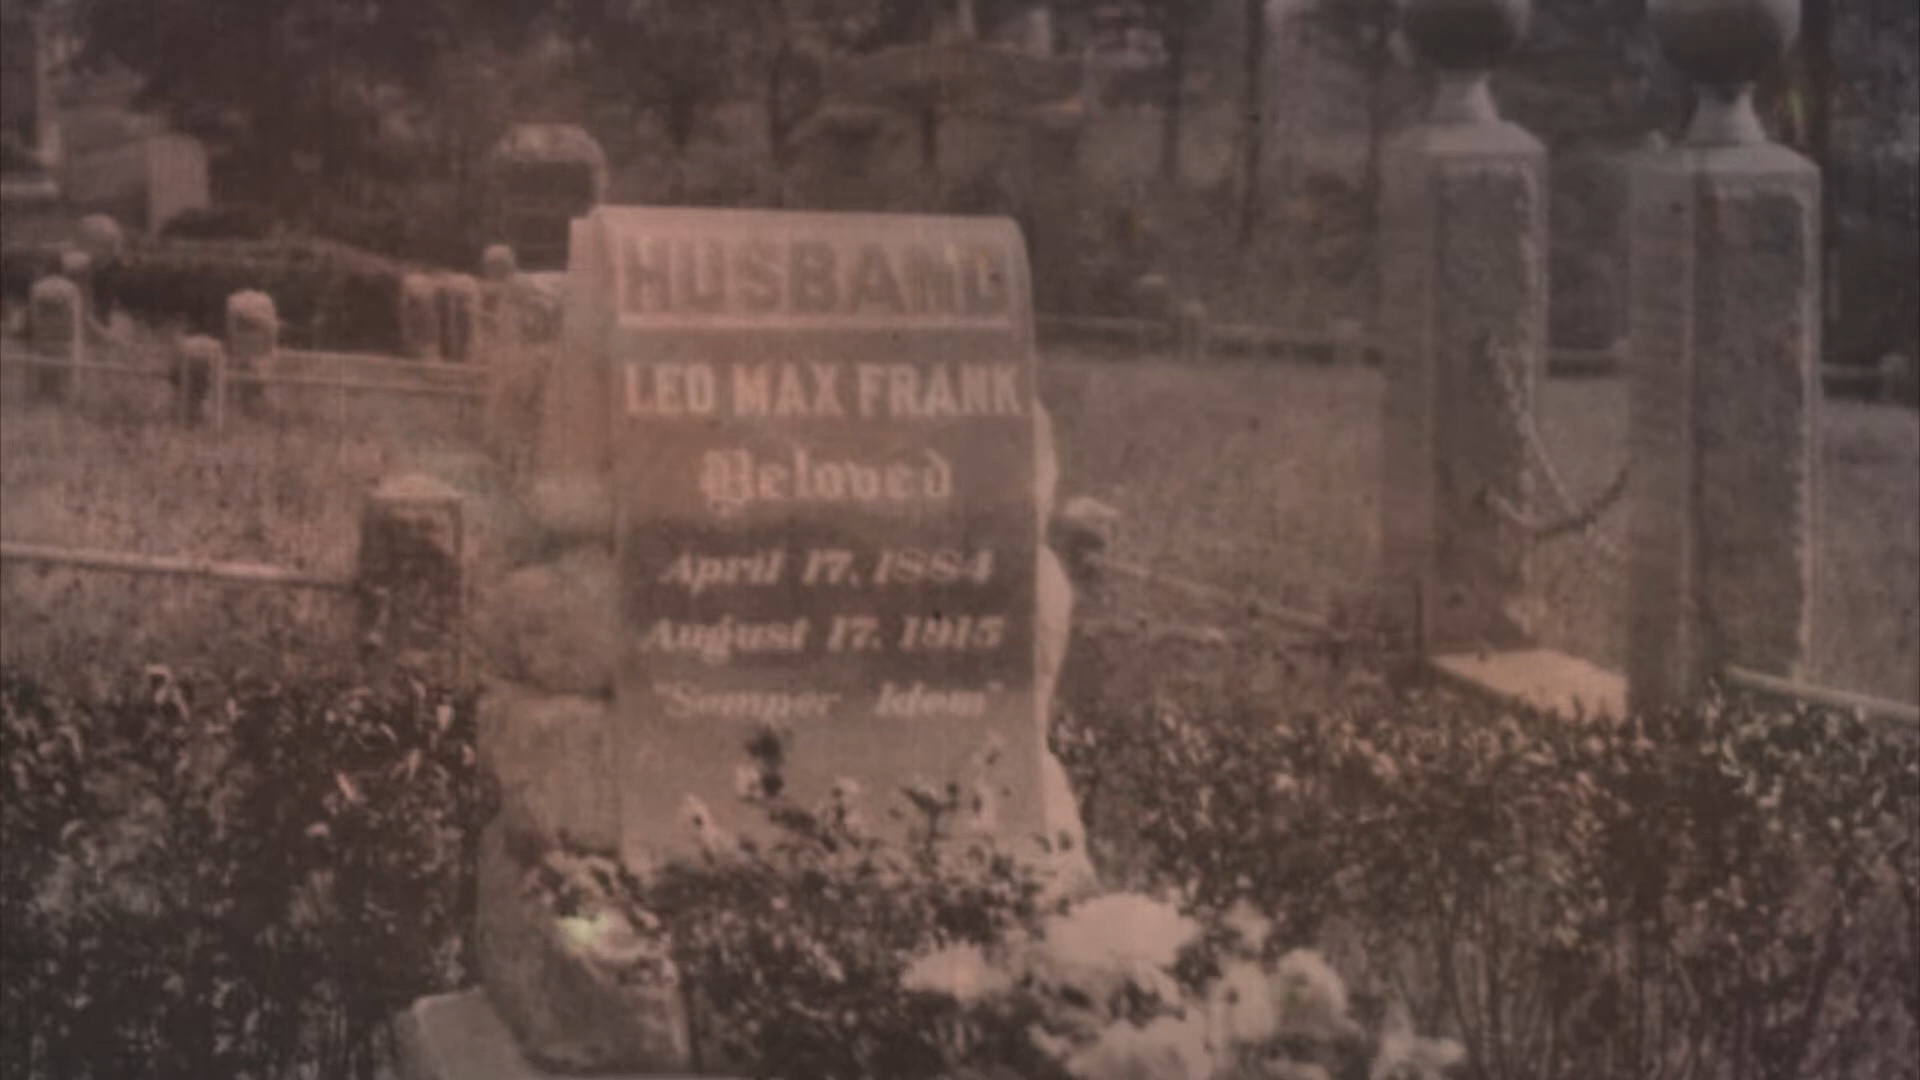 HUSBAND
LEO MAX FRANK
Beloved
April 17, 1884
August 17. 1915
"Semper Idem"